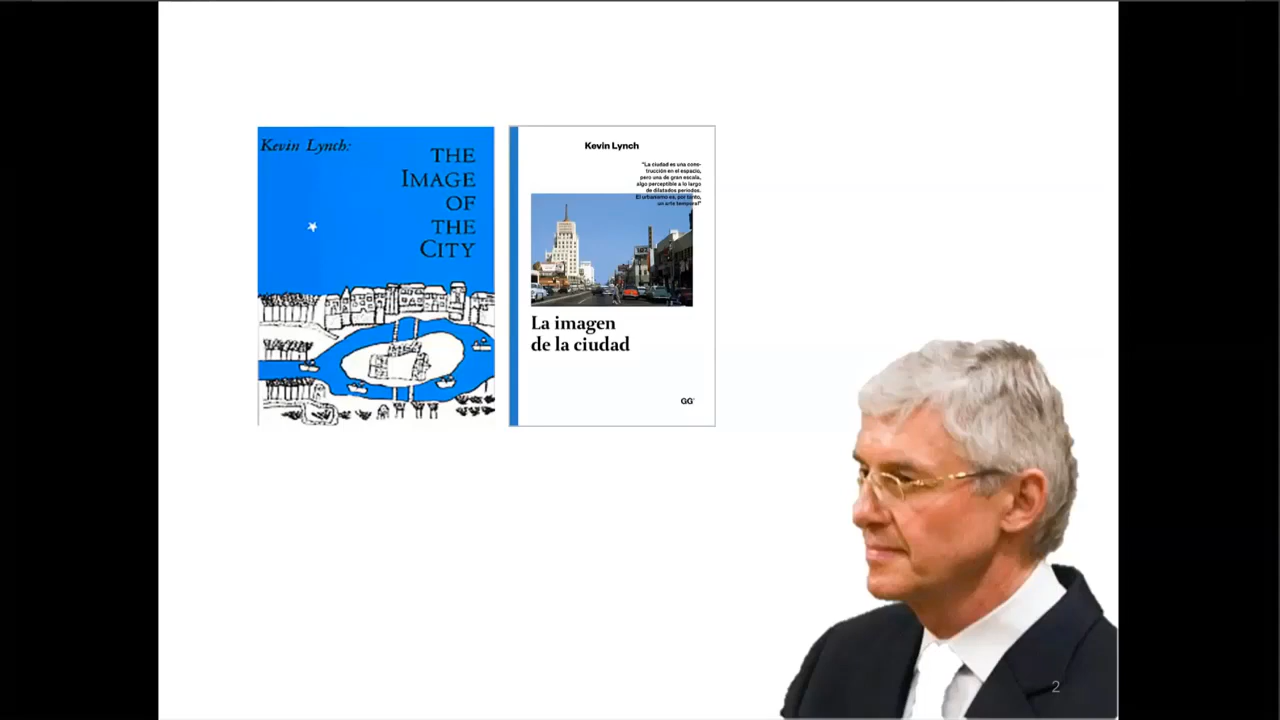 Kevin Lynch:
THE
IMAGE
OF
THE
CITY
Kevin Lynch
"La ciudad es una cons-
trucción en el espacio,
pero una de gran escala,
algo perceptible a lo largo
de dilatados periodos.
El urbanismo es, por tanto,
un arte temporal"
La imagen
de la ciudad
GG®
2